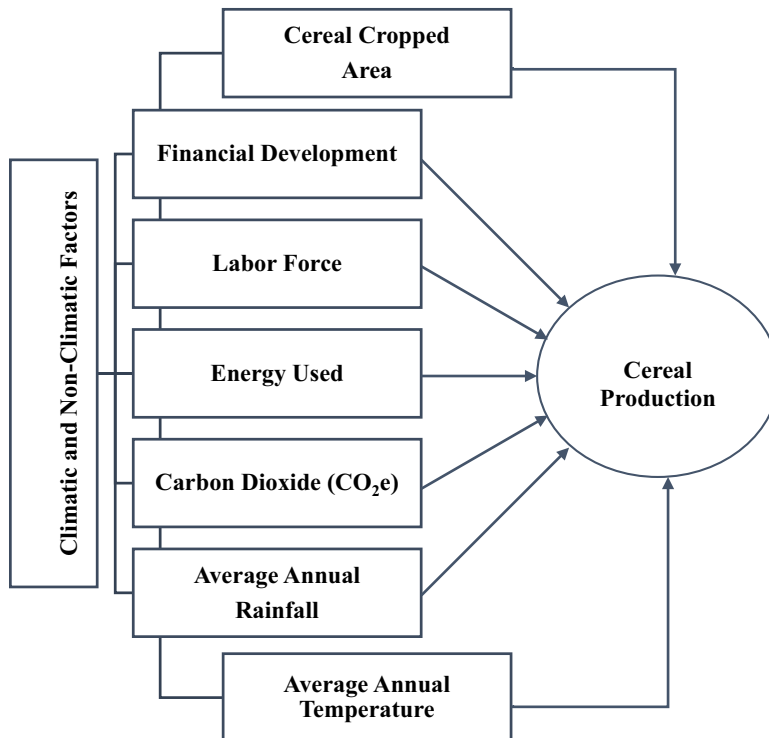 Cereal Cropped
Area
Financial Development
Labor Force
Energy Used
Carbon Dioxide (CO₂e)
Average Annual
Rainfall
Average Annual
Temperature
Climatic and Non-Climatic Factors
Cereal
Production